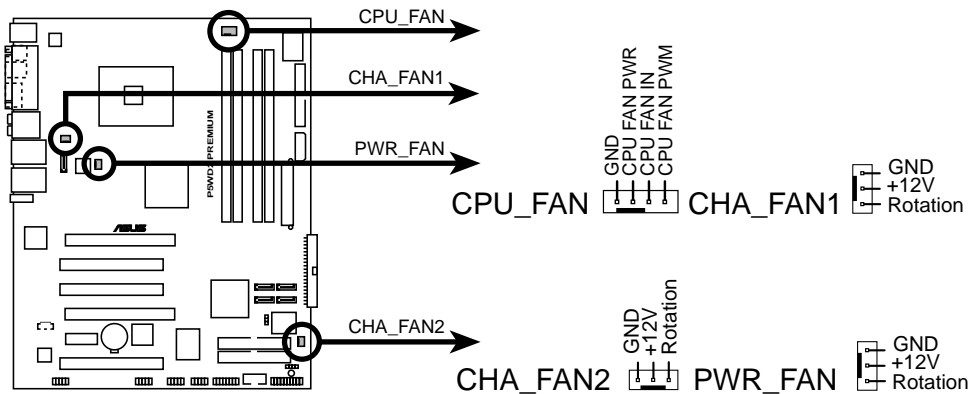 CPU_FAN
CHA_FAN1
PWR_FAN
CHA_FAN2
P5WD2 PREMIUM
ASUS
GND
CPU FAN PWR
CPU FAN IN
CPU FAN PWM
CPU_FAN
CHA_FAN1
GND
+12V
Rotation
GND
+12V
Rotation
CHA_FAN2
PWR_FAN
GND
+12V
Rotation